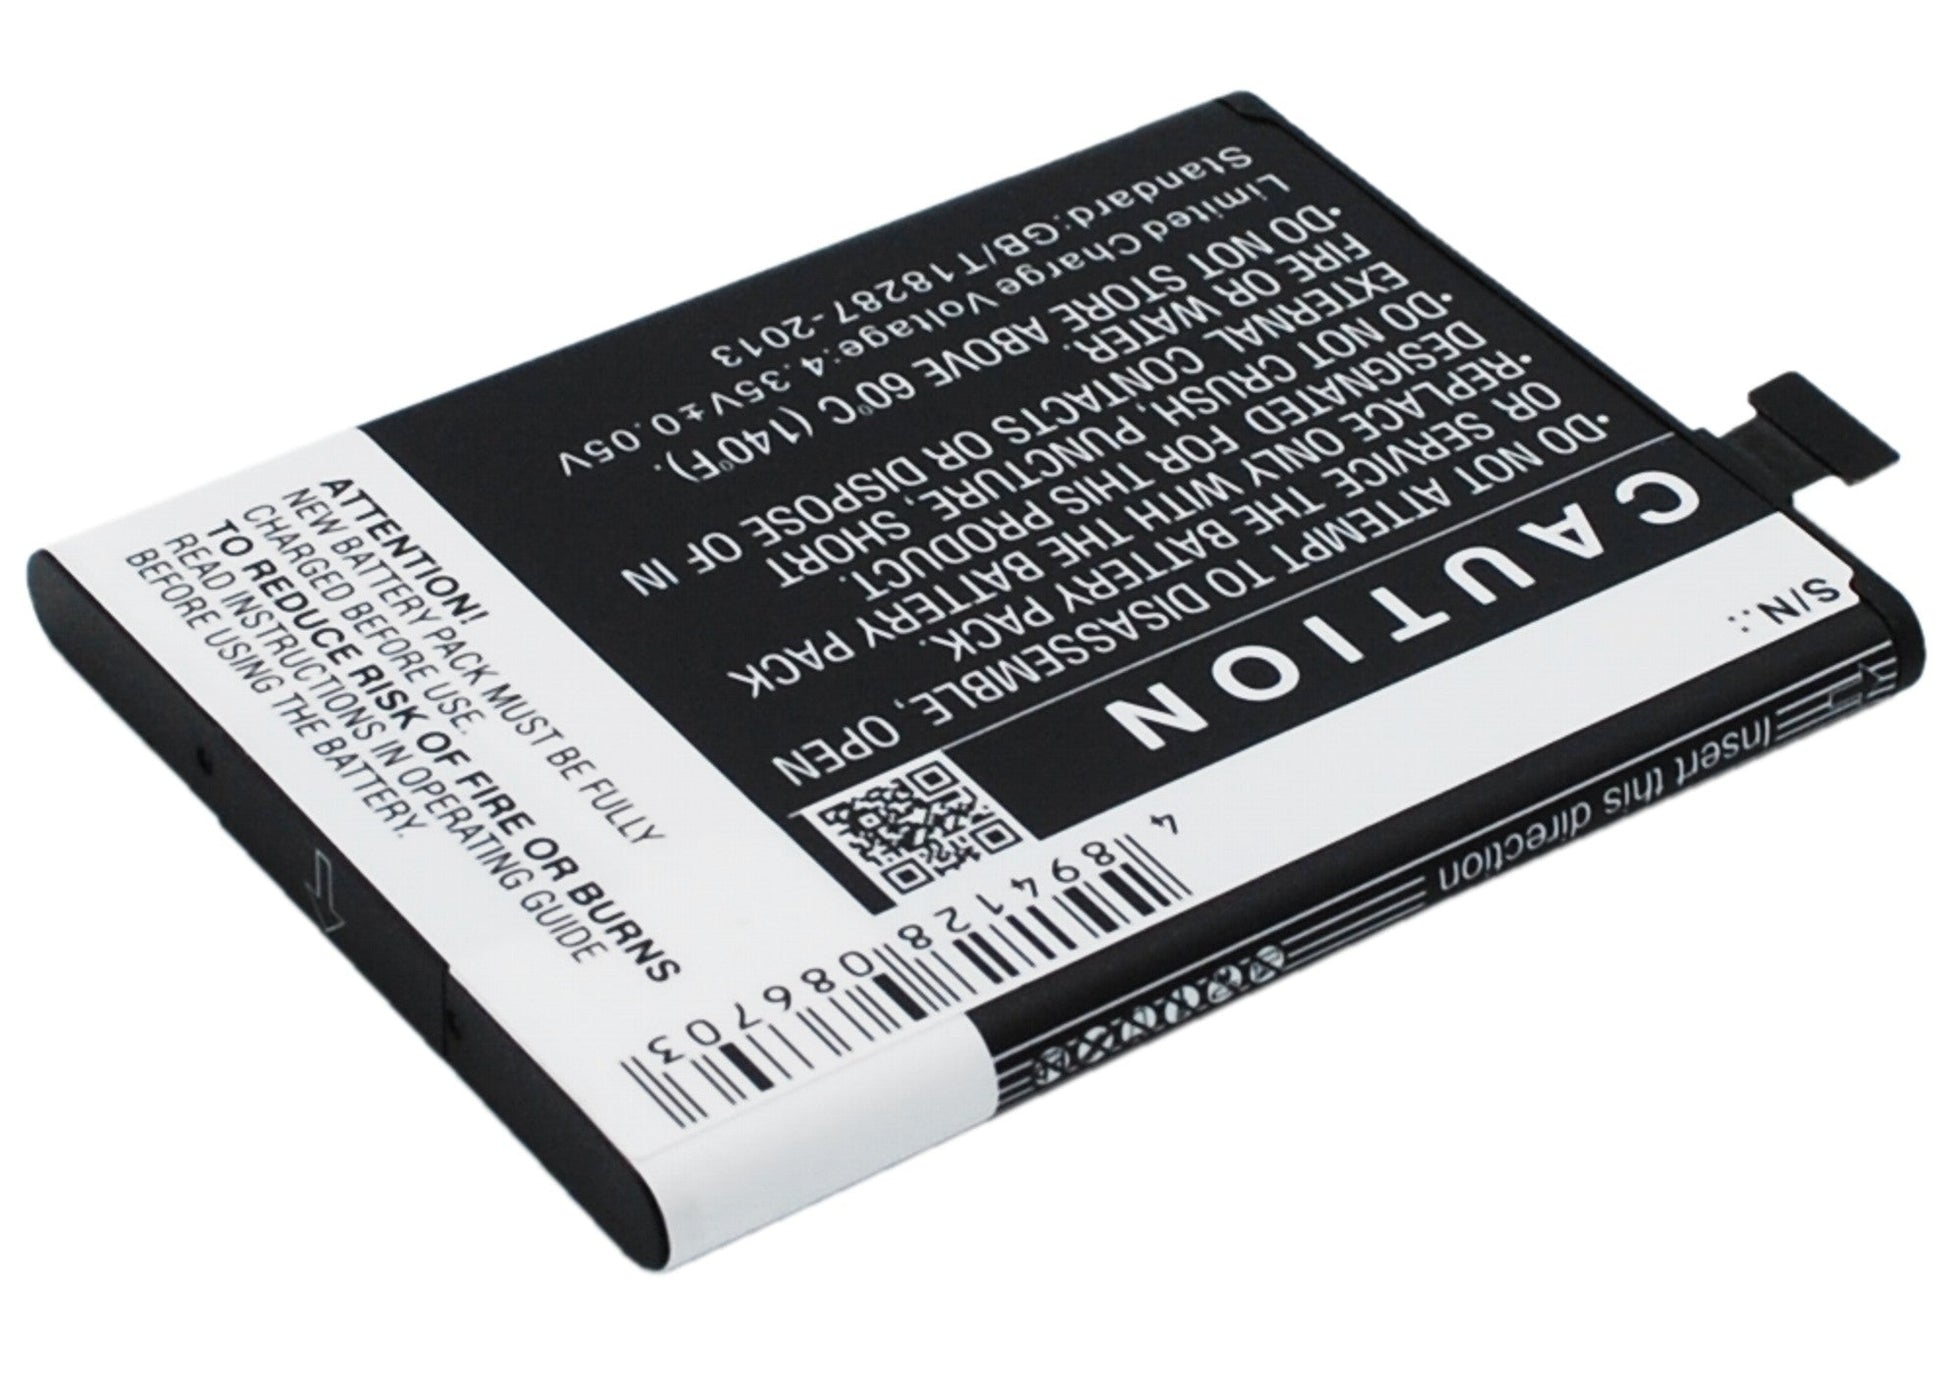 S/N.:
CAUTION
•DO NOT ATTEMPT TO DISASSEMBLE, OPEN
OR SERVICE THE BATTERY PACK.
•REPLACE ONLY WITH THE BATTERY PACK
DESIGNATED FOR THIS PRODUCT.
•DO NOT CRUSH, PUNCTURE, SHORT
EXTERNAL CONTACTS OR DISPOSE OF IN
FIRE OR WATER.
•DO NOT STORE ABOVE 60°C (140°F).
Limited Charge Voltage:4.35V±0.05V
Standard:GB/T18287-2013
4 894128 086703
ATTENTION!
NEW BATTERY PACK MUST BE FULLY
CHARGED BEFORE USE.
TO REDUCE RISK OF FIRE OR BURNS
READ INSTRUCTIONS IN OPERATING GUIDE
BEFORE USING THE BATTERY.
Insert this direction